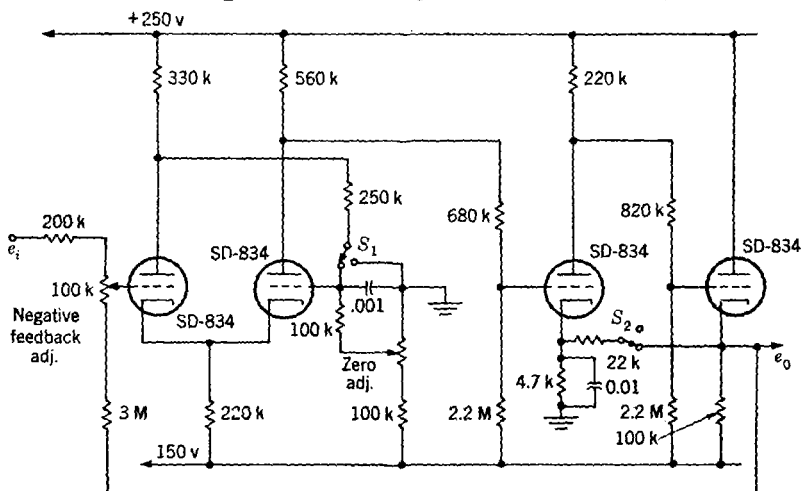 +250 v
330 k
560 k
220 k
250 k
680 k
820 k
200 k
eᵢ
S₁
SD-834
SD-834
SD-834
100 k
Negative
feedback
adj.
SD-834
.001
100 k
Zero
adj.
S₂
22 k
e₀
4.7 k
0.01
3 M
220 k
100 k
2.2 M
2.2 M
100 k
150 v